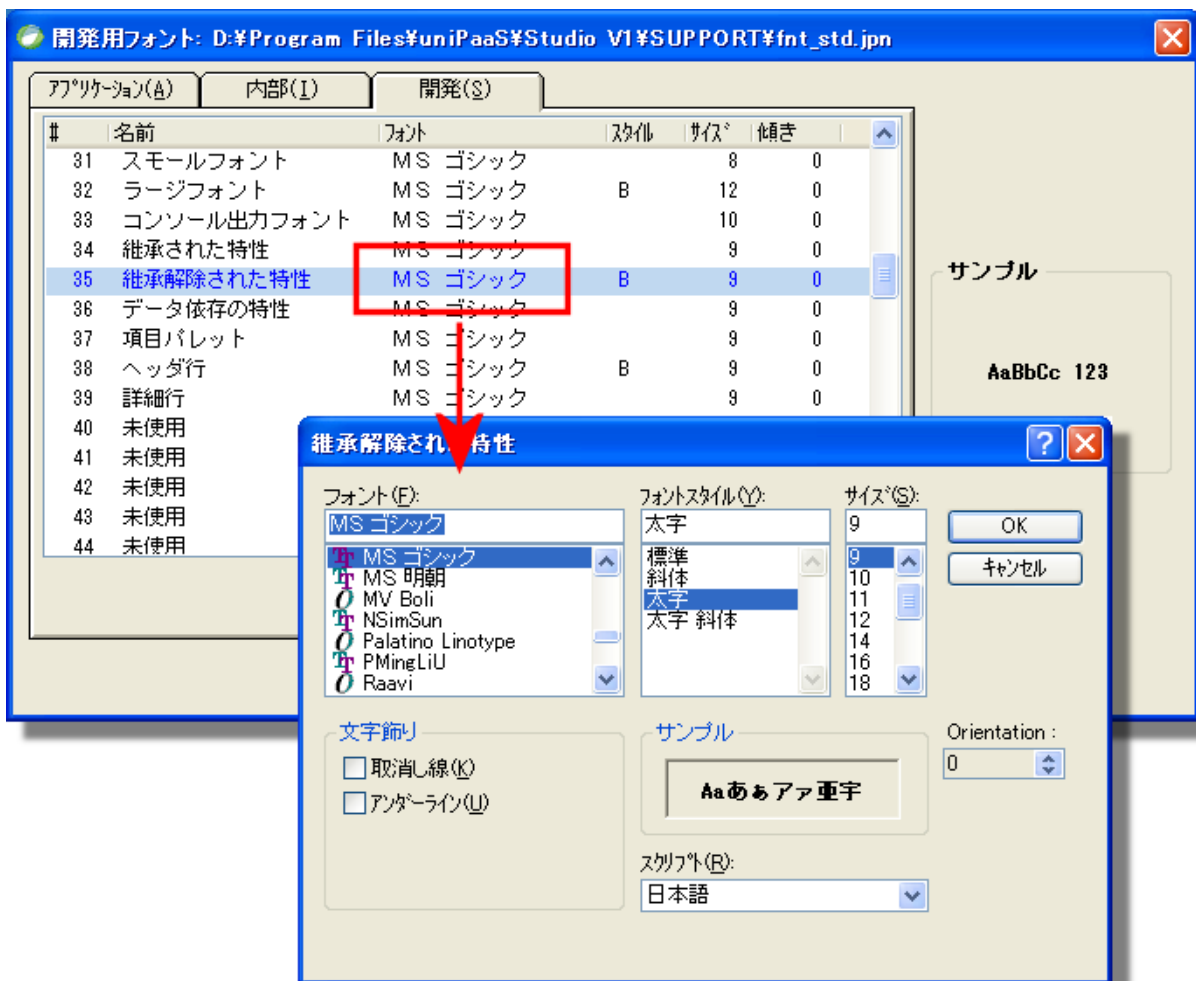 開発用フォント: D:¥Program Files¥uniPaaS¥Studio V1¥SUPPORT¥fnt_std.jpn
ｱﾌﾟﾘｹｰｼｮﾝ(A) 内部(I) 開発(S)
# 名前 ﾌｫﾝﾄ ｽﾀｲﾙ ｻｲｽﾞ 傾き
31 スモールフォント ＭＳ ゴシック 8 0
32 ラージフォント ＭＳ ゴシック B 12 0
33 コンソール出力フォント ＭＳ ゴシック 10 0
34 継承された特性 ＭＳ ゴシック 9 0
35 継承解除された特性 ＭＳ ゴシック B 9 0
36 データ依存の特性 ＭＳ ゴシック 9 0
37 項目パレット ＭＳ ゴシック 9 0
38 ヘッダ行 ＭＳ ゴシック B 9 0
39 詳細行 ＭＳ ゴシック 9 0
40 未使用
41 未使用
42 未使用
43 未使用
44 未使用
サンプル
AaBbCc 123
継承解除された特性
フォント(F): ﾌｫﾝﾄｽﾀｲﾙ(Y): ｻｲｽﾞ(S):
MS ゴシック 太字 9 OK
MS ゴシック 標準 9 ｷｬﾝｾﾙ
MS 明朝 斜体 10
MV Boli 太字 11
NSimSun 太字 斜体 12
Palatino Linotype 14
PMingLiU 16
Raavi 18
文字飾り サンプル Orientation :
取消し線(K) 0
ｱﾝﾀﾞｰﾗｲﾝ(U) Aaあぁアァ亜宇
ｽｸﾘﾌﾟﾄ(R):
日本語